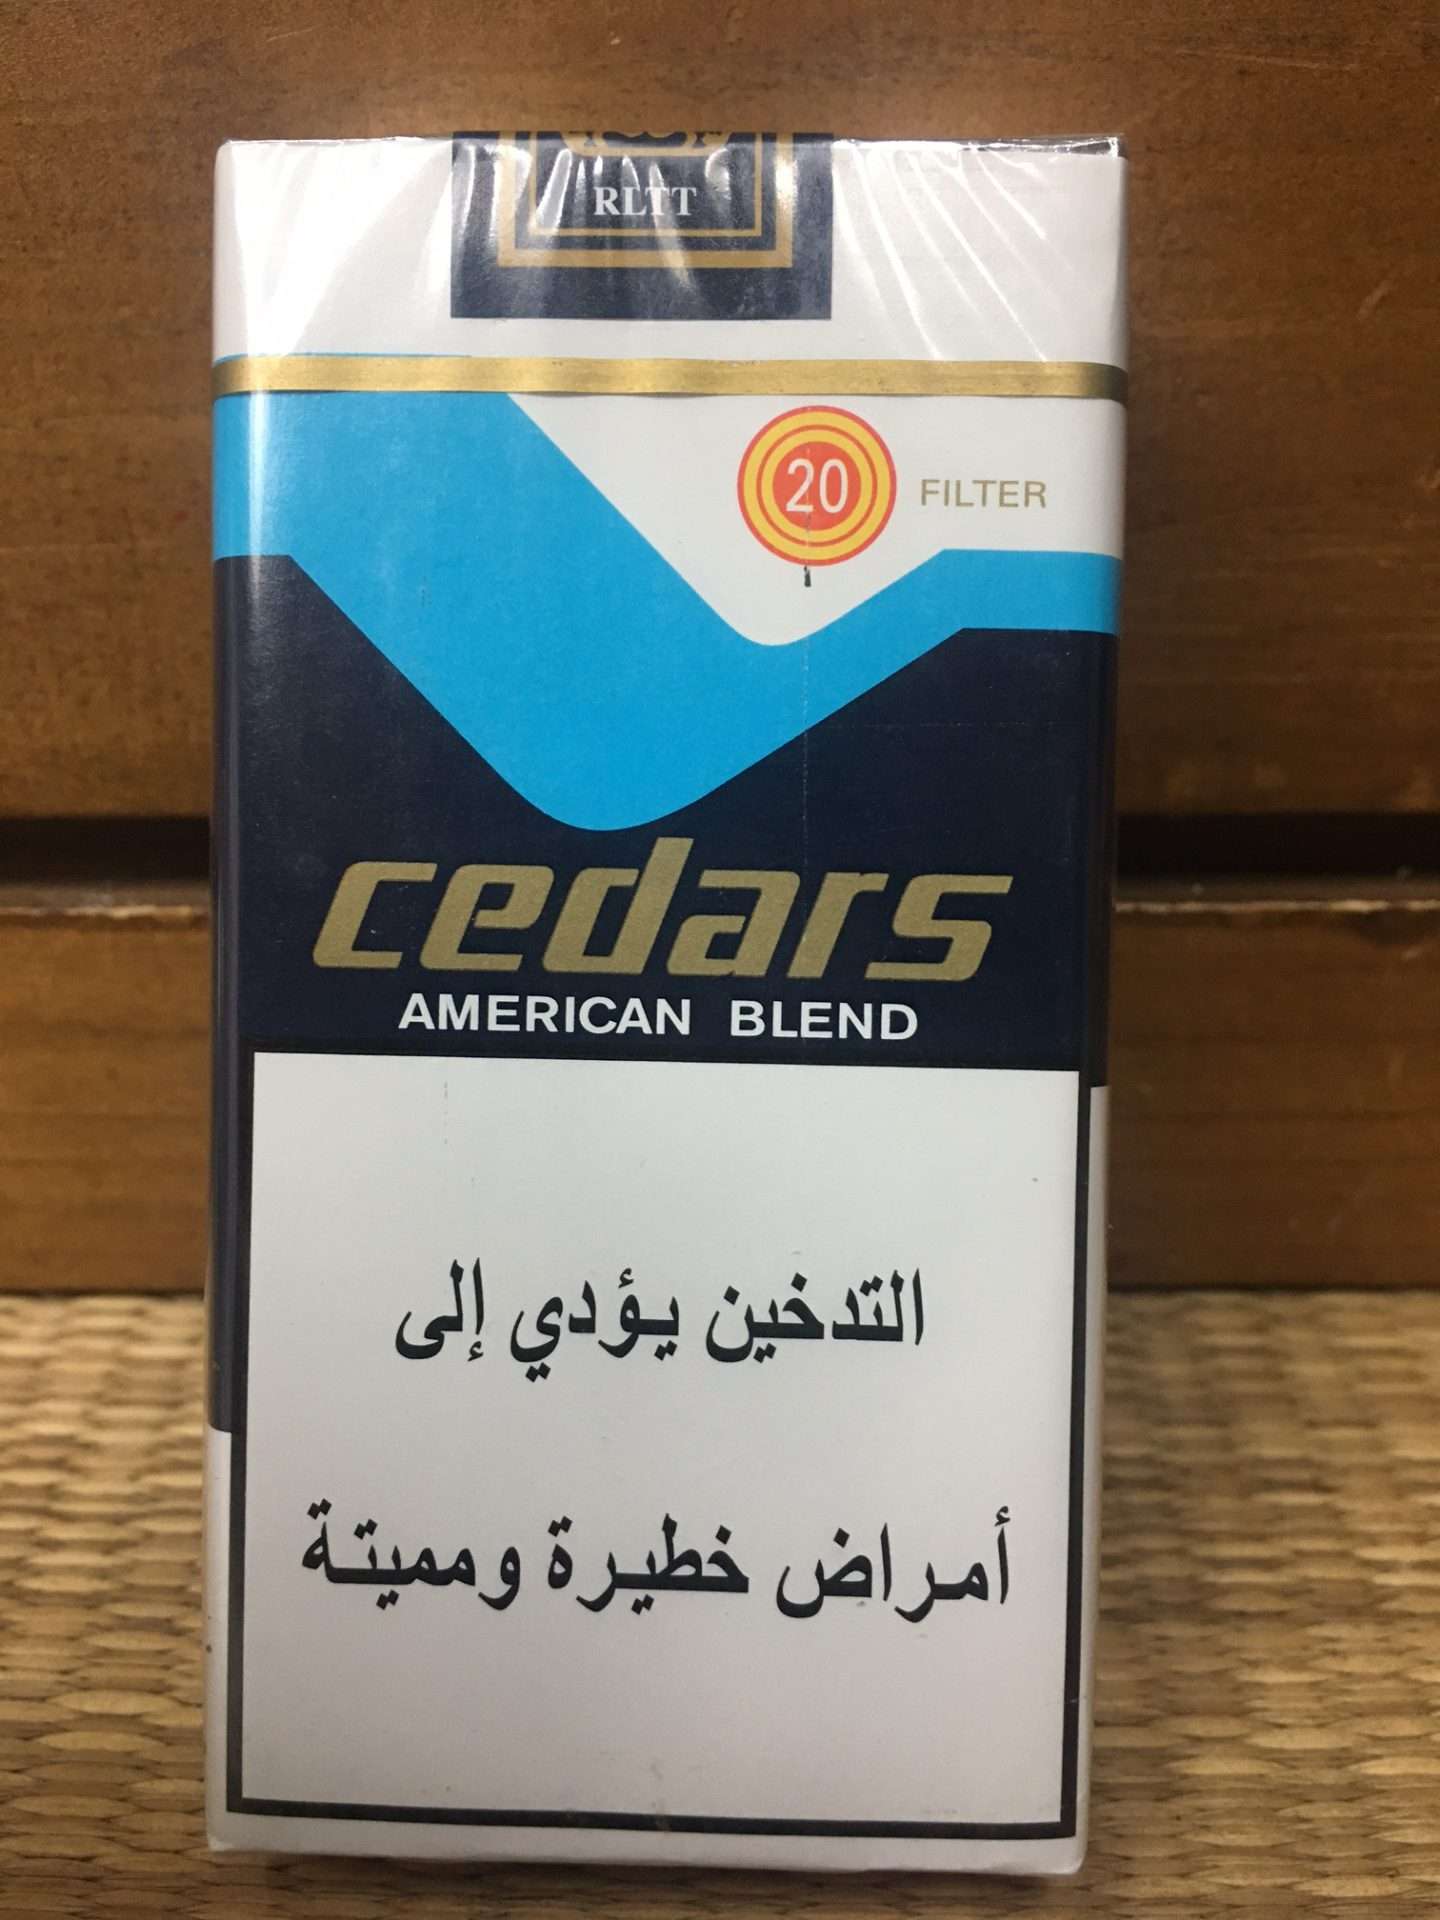 RLTT
20 FILTER
cedars
AMERICAN BLEND
التدخين يؤدي إلى
أمراض خطيرة ومميتة